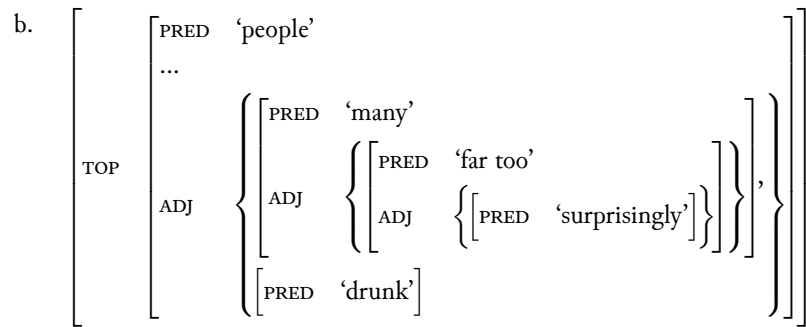 b.
PRED ‘people’
...
PRED ‘many’
PRED ‘far too’
TOP
ADJ
ADJ
ADJ
PRED ‘surprisingly’
,
PRED ‘drunk’